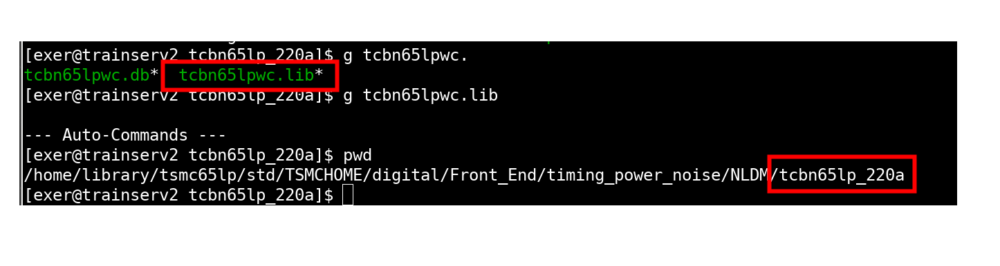 [exer@trainserv2 tcbn65lp_220a]$ g tcbn65lpwc.
tcbn65lpwc.db*  tcbn65lpwc.lib*
[exer@trainserv2 tcbn65lp_220a]$ g tcbn65lpwc.lib
--- Auto-Commands ---
[exer@trainserv2 tcbn65lp_220a]$ pwd
/home/library/tsmc65lp/std/TSMCHOME/digital/Front_End/timing_power_noise/NLDM/tcbn65lp_220a
[exer@trainserv2 tcbn65lp_220a]$